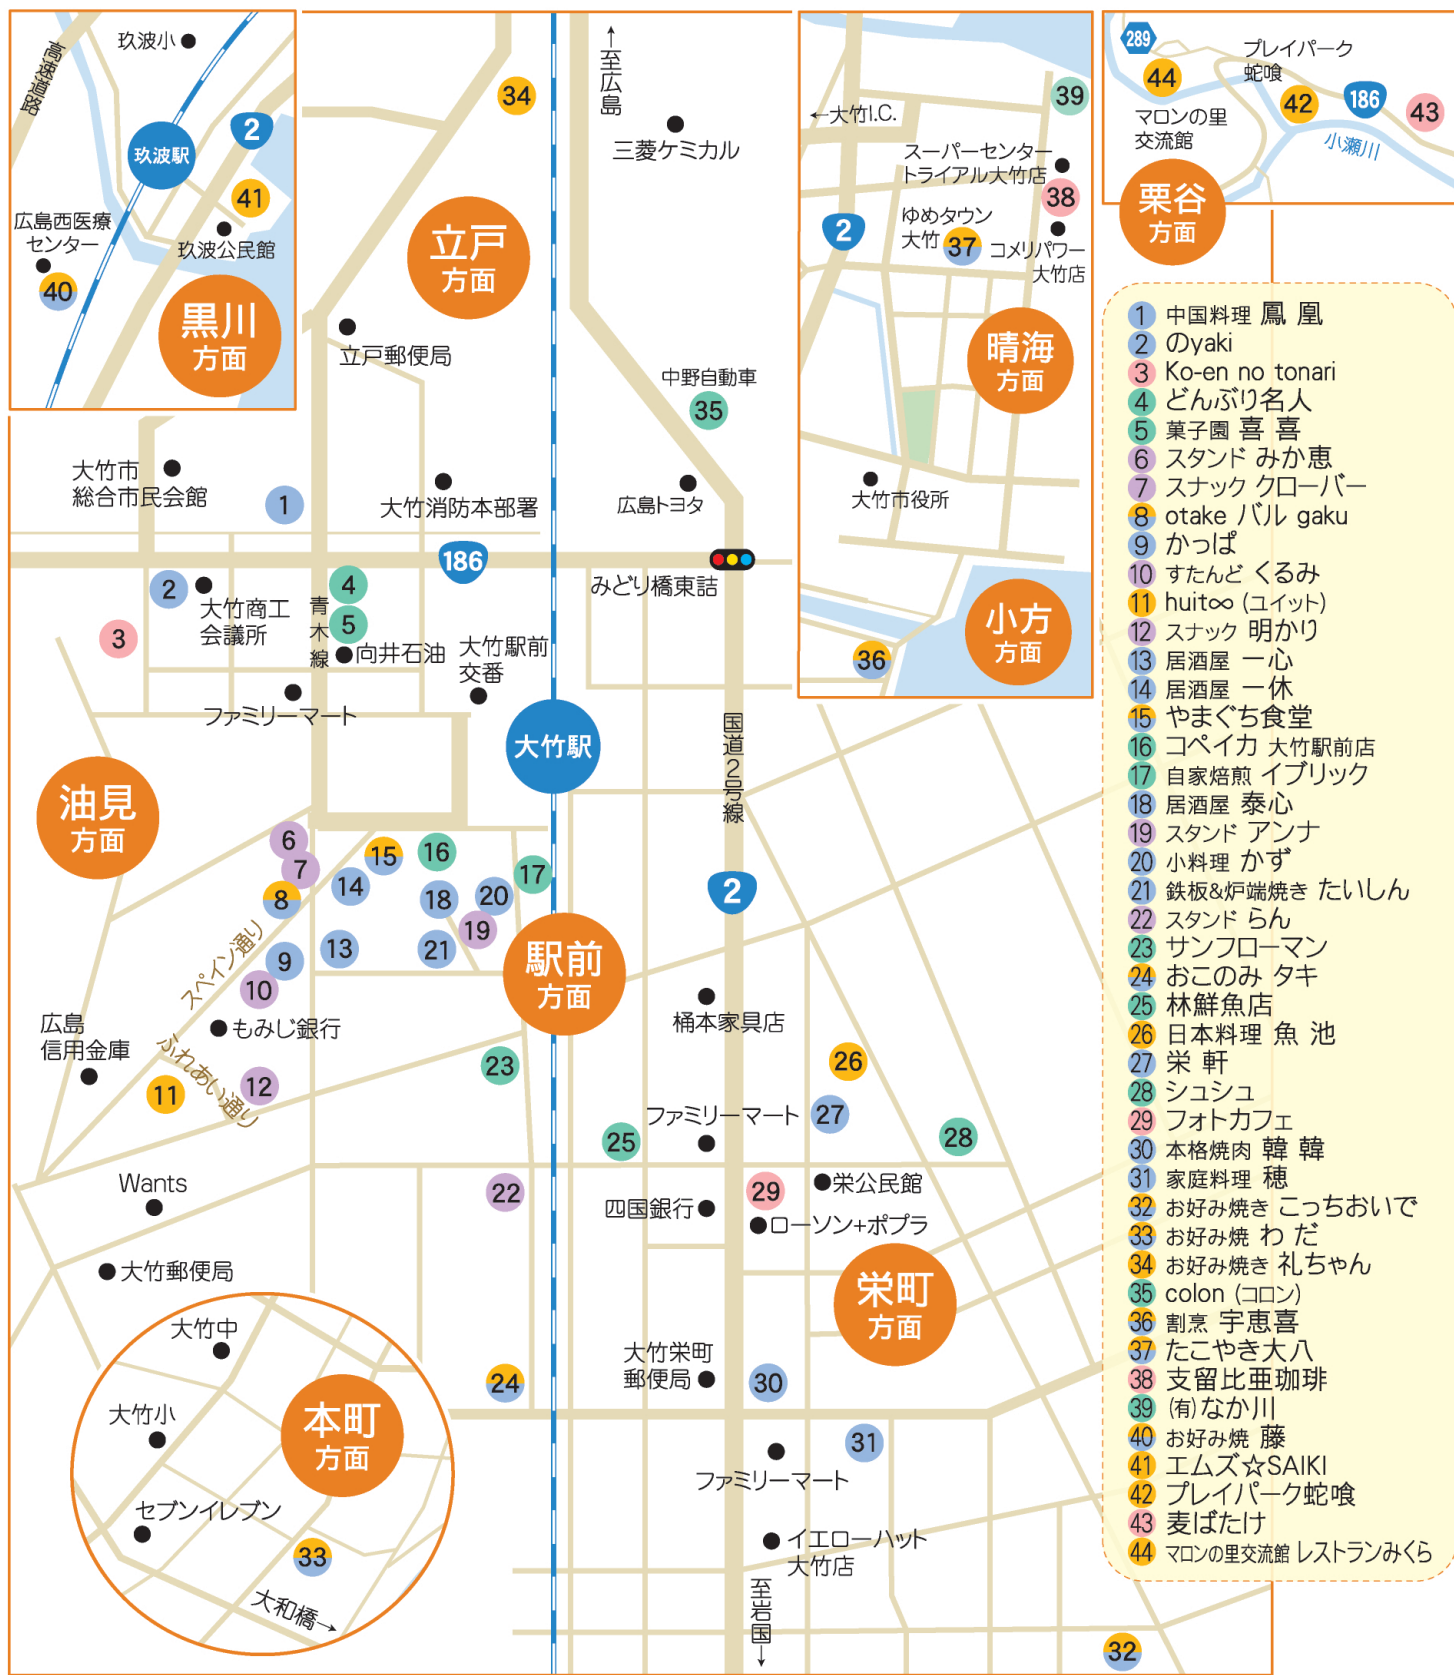 玖波小
高速道路
玖波駅
2
41
広島西医療
センター
玖波公民館
40
黒川
方面
34
↑至広島
三菱ケミカル
立戸
方面
立戸郵便局
中野自動車
35
大竹市
総合市民会館
1
大竹消防本部署
広島トヨタ
186
みどり橋東詰
←大竹I.C.
39
スーパーセンター
トライアル大竹店
38
2
ゆめタウン
大竹
37
コメリパワー
大竹店
晴海
方面
大竹市役所
小方
方面
36
289
44
プレイパーク
蛇喰
42
186
43
マロンの里
交流館
小瀬川
栗谷
方面
2
大竹商工
会議所
3
青木線
4
5
向井石油
大竹駅前
交番
ファミリーマート
大竹駅
国道2号線
油見
方面
6
7
8
15
16
17
14
18
20
19
13
21
9
10
スペイン通り
駅前
方面
2
もみじ銀行
広島
信用金庫
ふれあい通り
11
12
23
桶本家具店
26
ファミリーマート
27
25
28
Wants
22
四国銀行
29
栄公民館
ローソン+ポプラ
大竹郵便局
栄町
方面
大竹中
大竹小
本町
方面
セブンイレブン
33
大和橋→
24
大竹栄町
郵便局
30
31
ファミリーマート
イエローハット
大竹店
至岩国→
32
1 中国料理 鳳凰
2 のyaki
3 Ko-en no tonari
4 どんぶり名人
5 菓子園 喜喜
6 スタンド みか恵
7 スナック クローバー
8 otake バル gaku
9 かっぱ
10 すたんど くるみ
11 huit∞ (ユイット)
12 スナック 明かり
13 居酒屋 一心
14 居酒屋 一休
15 やまぐち食堂
16 コペイカ 大竹駅前店
17 自家焙煎 イブリック
18 居酒屋 泰心
19 スタンド アンナ
20 小料理 かず
21 鉄板&炉端焼き たいしん
22 スタンド らん
23 サンフローマン
24 おこのみ タキ
25 林鮮魚店
26 日本料理 魚池
27 栄軒
28 シュシュ
29 フォトカフェ
30 本格焼肉 韓韓
31 家庭料理 穂
32 お好み焼き こっちおいで
33 お好み焼 わだ
34 お好み焼き 礼ちゃん
35 colon (コロン)
36 割烹 宇恵喜
37 たこやき大八
38 支留比亜珈琲
39 (有)なか川
40 お好み焼 藤
41 エムズ☆SAIKI
42 プレイパーク蛇喰
43 麦ばたけ
44 マロンの里交流館 レストランみくら